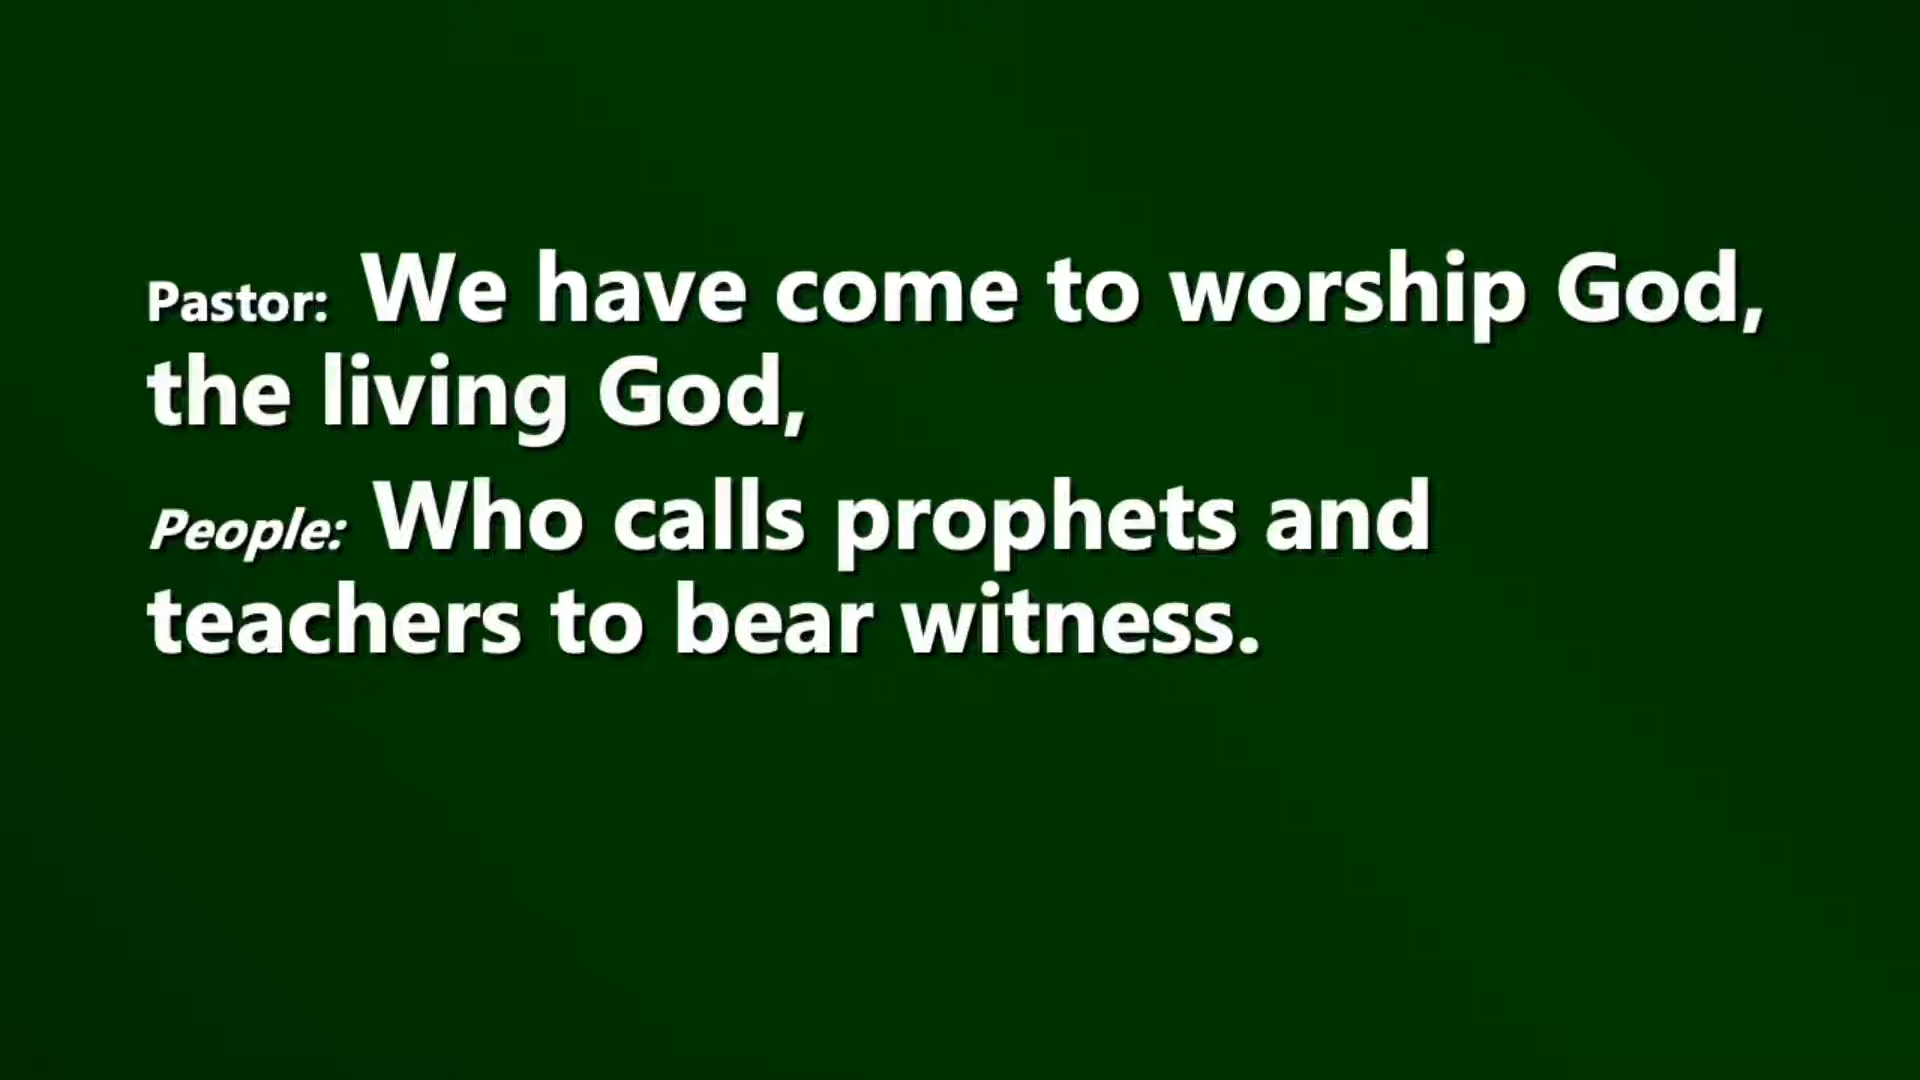 Pastor: We have come to worship God,
the living God,
People: Who calls prophets and
teachers to bear witness.